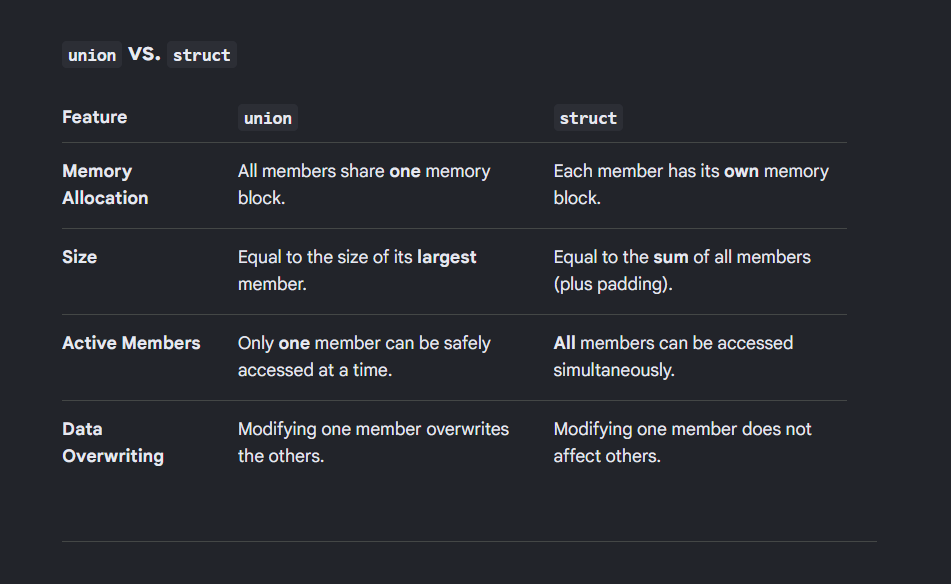 union vs. struct
Feature union struct
Memory All members share one memory Each member has its own memory
Allocation block. block.
Size Equal to the size of its largest Equal to the sum of all members
member. (plus padding).
Active Members Only one member can be safely All members can be accessed
accessed at a time. simultaneously.
Data Modifying one member overwrites Modifying one member does not
Overwriting the others. affect others.